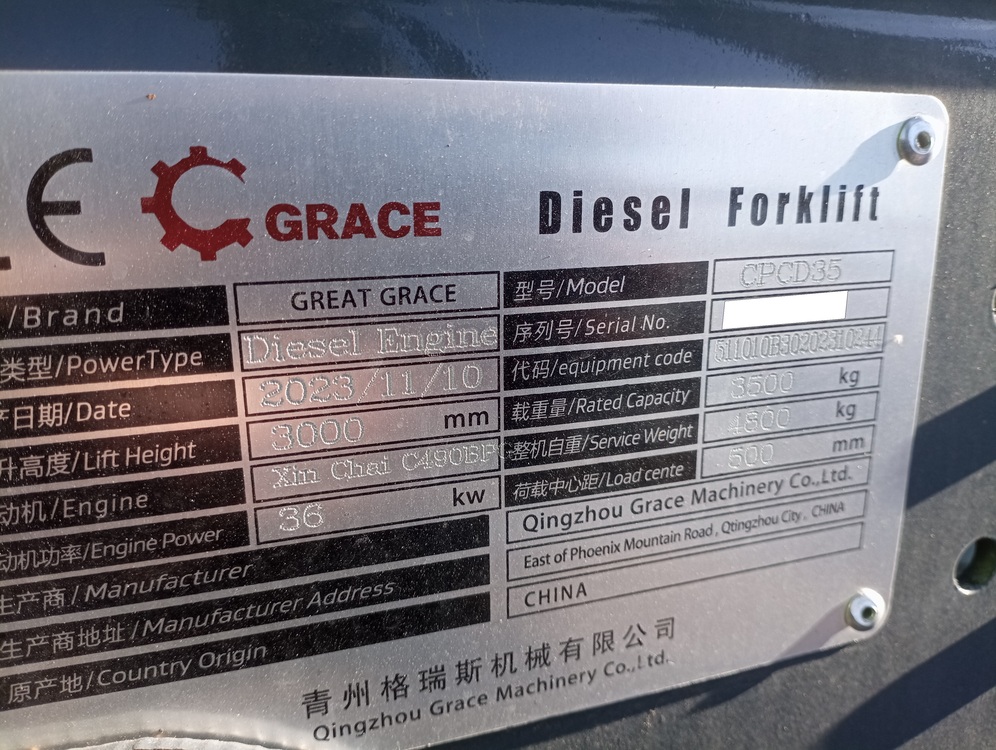 CE GRACE Diesel Forklift
/Brand GREAT GRACE 型号/Model CPCD35
类型/PowerType Diesel Engine 序列号/Serial No.
产日期/Date 2023/11/10 代码/equipment code 511010B30202310244
升高度/Lift Height 3000 mm 载重量/Rated Capacity 3500 kg
动机/Engine Xin Chai C490BP 整机自重/Service Weight 4800 kg
动机功率/Engine Power 36 kw 荷载中心距/Load cente 500 mm
生产商/Manufacturer Qingzhou Grace Machinery Co.,Ltd.
生产商地址/Manufacturer Address East of Phoenix Mountain Road, Qtingzhou City, CHINA
原产地/Country Origin CHINA
青州格瑞斯机械有限公司
Qingzhou Grace Machinery Co.,Ltd.